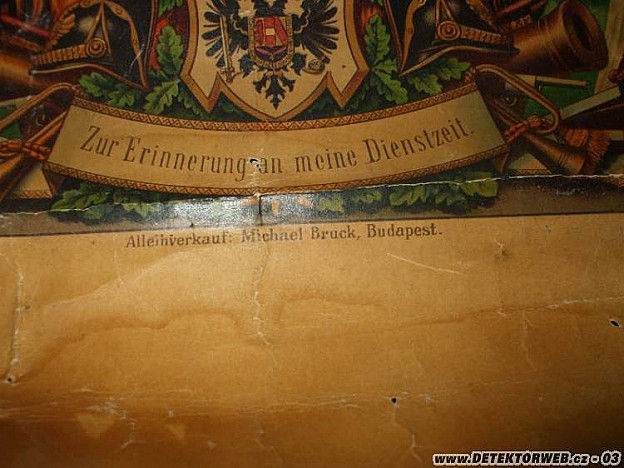 Zur Erinnerung an meine Dienstzeit.
Alleinverkauf: Michael Bruck, Budapest.
www.DETEKTORWEB.cz - 03